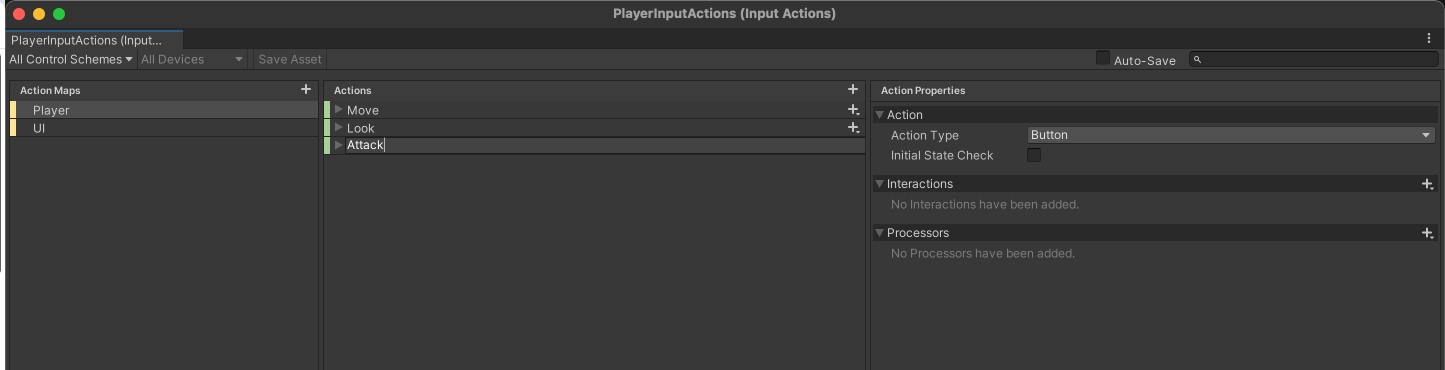 PlayerInputActions (Input Actions)
PlayerInputActions (Input...
All Control Schemes All Devices Save Asset Auto-Save
Action Maps
Player
UI
Actions
Move
Look
Attack
Action Properties
Action
Action Type Button
Initial State Check
Interactions
No Interactions have been added.
Processors
No Processors have been added.